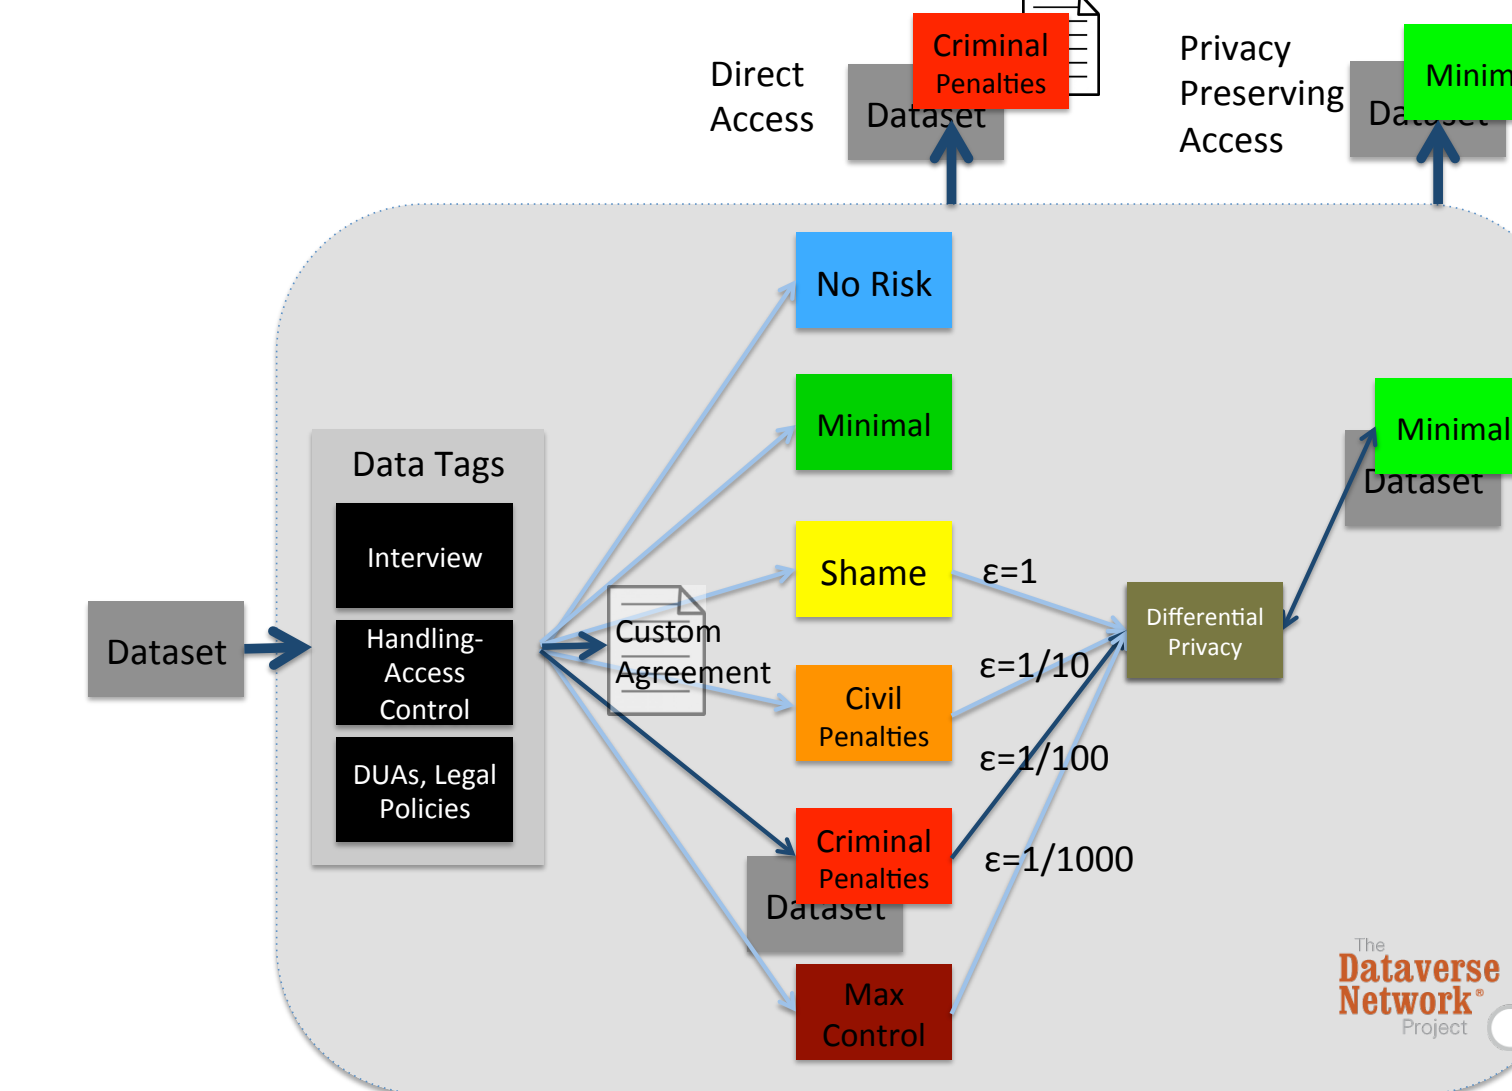 Direct
Access
Criminal
Penalties
Dataset
Privacy
Preserving
Access
Dataset
No Risk
Minimal
Shame
Civil
Penalties
Criminal
Penalties
Dataset
Max
Control
Data Tags
Interview
Handling-
Access
Control
DUAs, Legal
Policies
Dataset
Custom
Agreement
ε=1
ε=1/10
ε=1/100
ε=1/1000
Differential
Privacy
Minimal
Dataset
The
Dataverse
Network®
Project